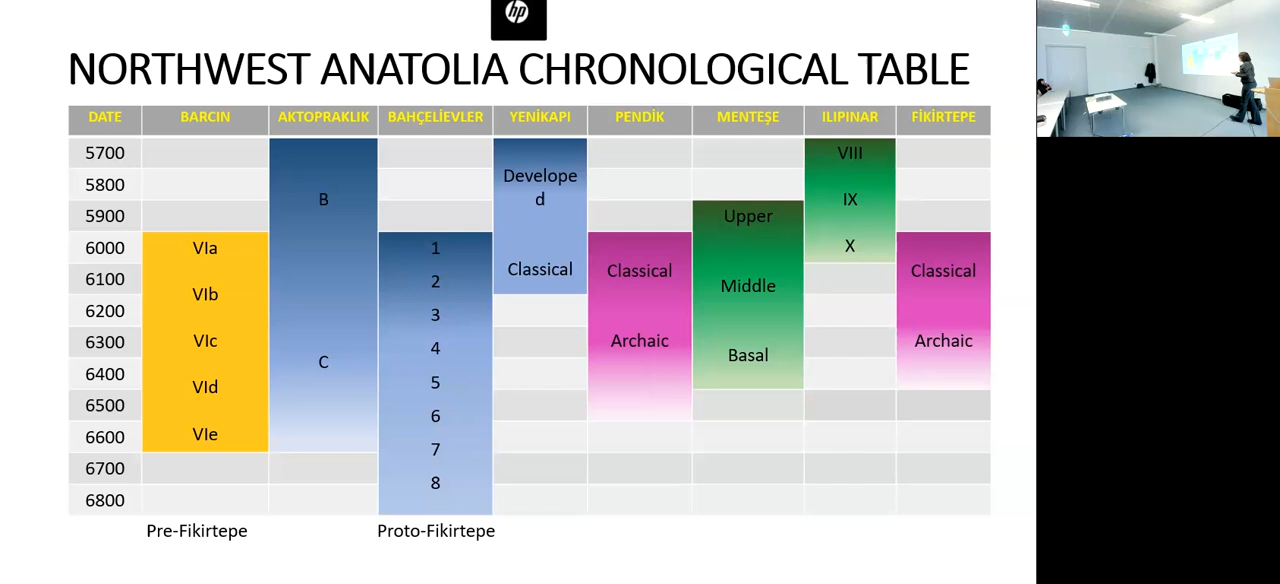 hp
NORTHWEST ANATOLIA CHRONOLOGICAL TABLE
DATE BARCIN AKTOPRAKLIK BAHÇELİEVLER YENİKAPI PENDİK MENTEŞE ILIPINAR FİKİRTEPE
5700 VIII
5800 Develope
d
B IX
5900 Upper
6000 VIa 1 X
6100 2 Classical Classical Middle Classical
VIb
6200 3
6300 VIc 4 Archaic Basal Archaic
6400 C
VId 5
6500 6
6600 VIe 7
6700
6800 8
Pre-Fikirtepe Proto-Fikirtepe